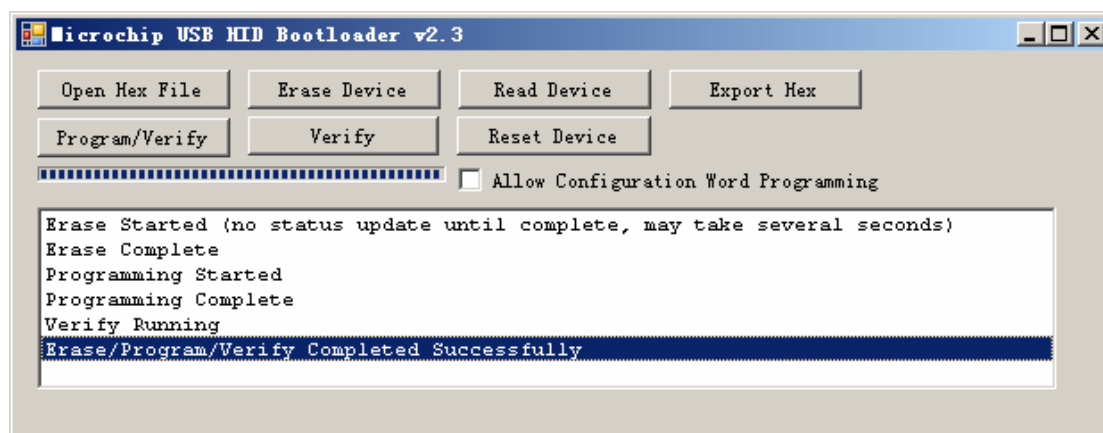 Microchip USB HID Bootloader v2.3
Open Hex File Erase Device Read Device Export Hex
Program/Verify Verify Reset Device
Allow Configuration Word Programming
Erase Started (no status update until complete, may take several seconds)
Erase Complete
Programming Started
Programming Complete
Verify Running
Erase/Program/Verify Completed Successfully